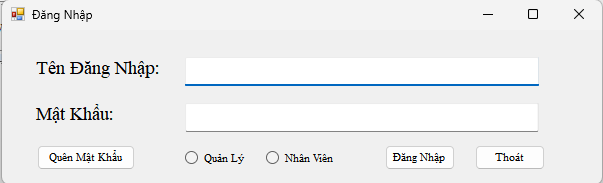 Đăng Nhập
Tên Đăng Nhập:
Mật Khẩu:
Quên Mật Khẩu Quản Lý Nhân Viên Đăng Nhập Thoát